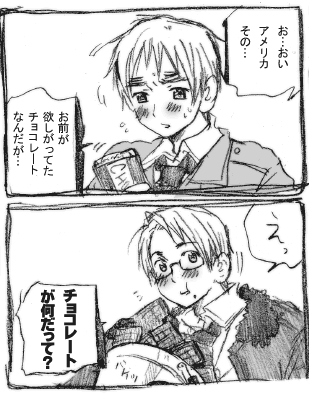 お…おい
アメリカ
その…
お前が
欲しがってた
チョコレート
なんだが…
えっ
チョコレート
が何だって？